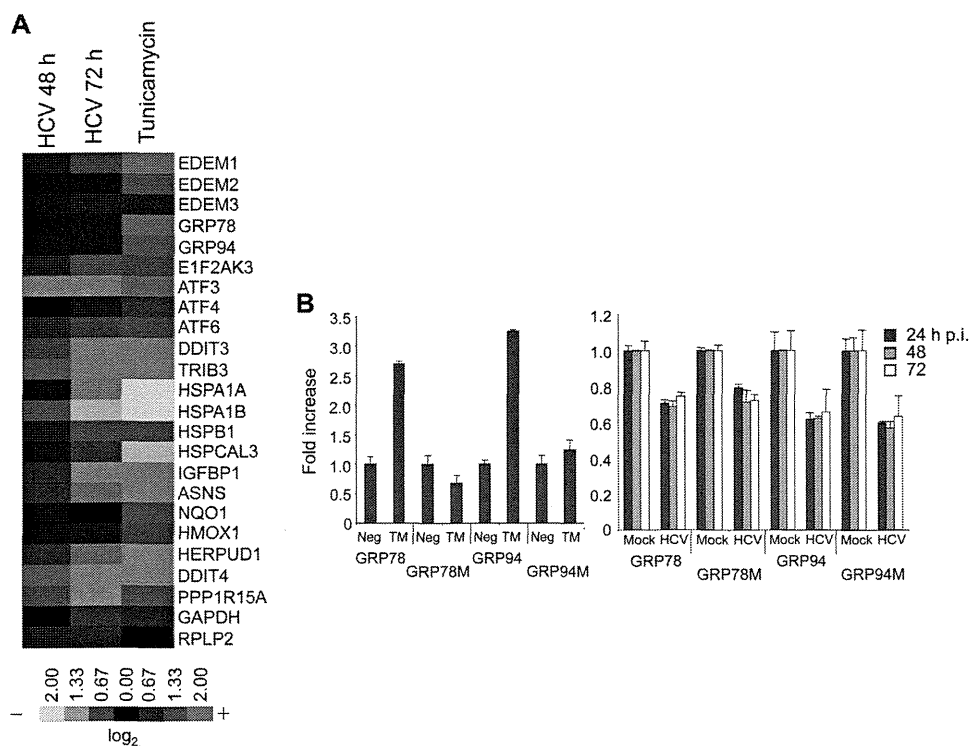 A
HCV 48 h
HCV 72 h
Tunicamycin
EDEM1
EDEM2
EDEM3
GRP78
GRP94
E1F2AK3
ATF3
ATF4
ATF6
DDIT3
TRIB3
HSPA1A
HSPA1B
HSPB1
HSPCAL3
IGFBP1
ASNS
NQO1
HMOX1
HERPUD1
DDIT4
PPP1R15A
GAPDH
RPLP2
2.00 1.33 0.67 0.00 0.67 1.33 2.00
− +
log2
B
Fold increase
3.5
3.0
2.5
2.0
1.5
1.0
0.5
0
Neg TM Neg TM Neg TM Neg TM
GRP78 GRP78M GRP94 GRP94M
1.2
1.0
0.8
0.6
0.4
0.2
0
24 h p.i.
48
72
Mock HCV Mock HCV Mock HCV Mock HCV
GRP78 GRP78M GRP94 GRP94M